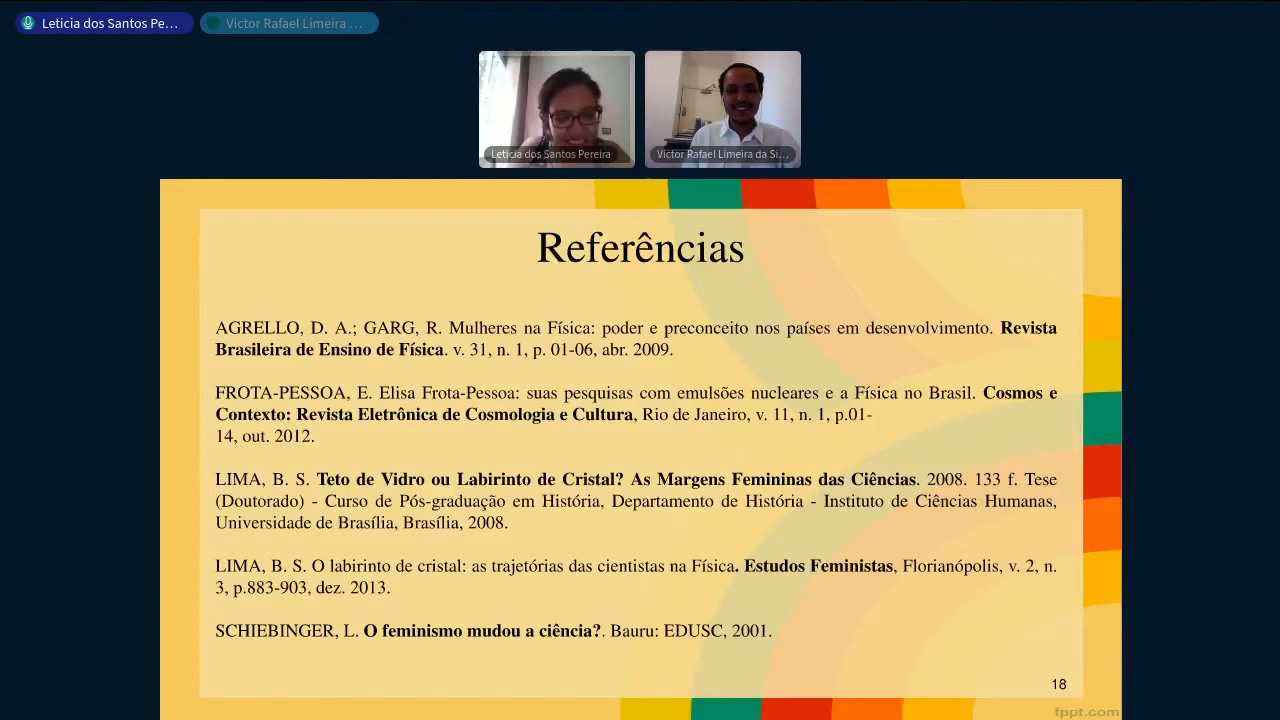 Leticia dos Santos Pe...
Victor Rafael Limeira ...
Leticia dos Santos Pereira
Victor Rafael Limeira da Si...
Referências
AGRELLO, D. A.; GARG, R. Mulheres na Física: poder e preconceito nos países em desenvolvimento. Revista
Brasileira de Ensino de Física. v. 31, n. 1, p. 01-06, abr. 2009.
FROTA-PESSOA, E. Elisa Frota-Pessoa: suas pesquisas com emulsões nucleares e a Física no Brasil. Cosmos e
Contexto: Revista Eletrônica de Cosmologia e Cultura, Rio de Janeiro, v. 11, n. 1, p.01-
14, out. 2012.
LIMA, B. S. Teto de Vidro ou Labirinto de Cristal? As Margens Femininas das Ciências. 2008. 133 f. Tese
(Doutorado) - Curso de Pós-graduação em História, Departamento de História - Instituto de Ciências Humanas,
Universidade de Brasília, Brasília, 2008.
LIMA, B. S. O labirinto de cristal: as trajetórias das cientistas na Física. Estudos Feministas, Florianópolis, v. 2, n.
3, p.883-903, dez. 2013.
SCHIEBINGER, L. O feminismo mudou a ciência?. Bauru: EDUSC, 2001.
18
fppt.com